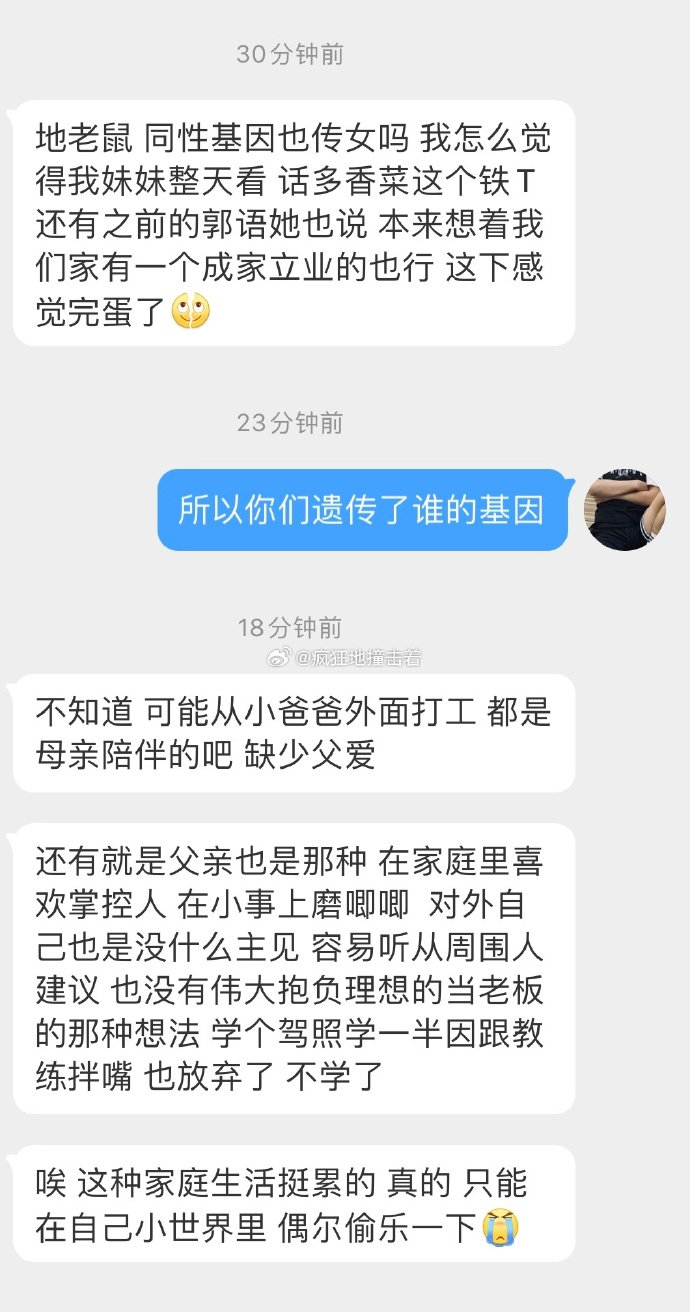 30分钟前
地老鼠 同性基因也传女吗 我怎么觉
得我妹妹整天看 话多香菜这个铁T
还有之前的郭语她也说 本来想着我
们家有一个成家立业的也行 这下感
觉完蛋了
23分钟前
所以你们遗传了谁的基因
18分钟前
@疯狂地撞击着
不知道 可能从小爸爸外面打工 都是
母亲陪伴的吧 缺少父爱
还有就是父亲也是那种 在家庭里喜
欢掌控人 在小事上磨唧唧 对外自
己也是没什么主见 容易听从周围人
建议 也没有伟大抱负理想的当老板
的那种想法 学个驾照学一半因跟教
练拌嘴 也放弃了 不学了
唉 这种家庭生活挺累的 真的 只能
在自己小世界里 偶尔偷乐一下